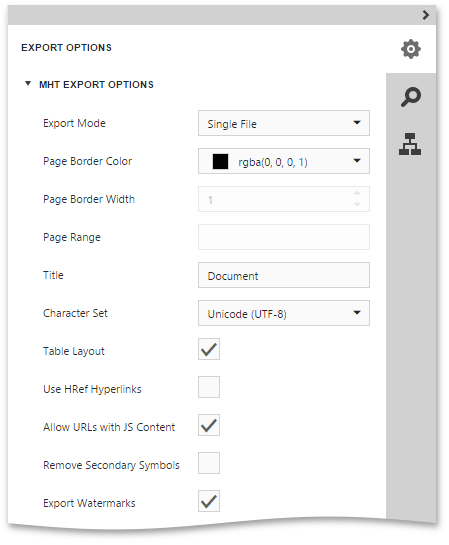 EXPORT OPTIONS
MHT EXPORT OPTIONS
Export Mode Single File
Page Border Color rgba(0, 0, 0, 1)
Page Border Width 1
Page Range
Title Document
Character Set Unicode (UTF-8)
Table Layout
Use HRef Hyperlinks
Allow URLs with JS Content
Remove Secondary Symbols
Export Watermarks